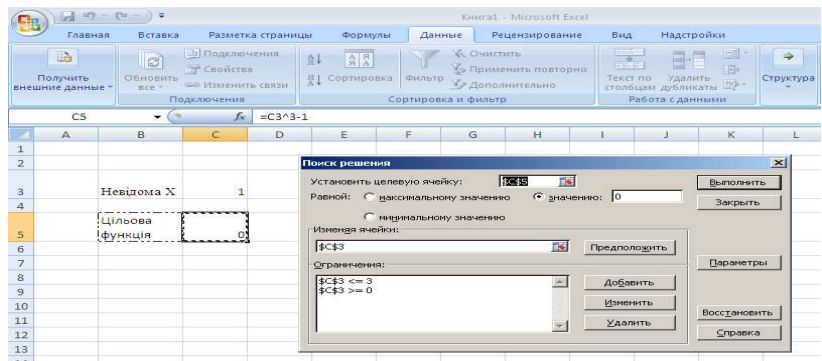 Книга1 - Microsoft Excel
Главная Вставка Разметка страницы Формулы Данные Рецензирование Вид Надстройки
Получить внешние данные
Обновить все
Подключения
Свойства
Изменить связи
Подключения
Сортировка
Фильтр
Очистить
Применить повторно
Дополнительно
Сортировка и фильтр
Текст по столбцам
Удалить дубликаты
Работа с данными
Структура
C5 fx =C3^3-1
A B C D E F G H I J K L
1
2
3 Невідома X 1
4
5 Цільова функція 0
6
7
8
9
10
11
12
13
Поиск решения
Установить целевую ячейку: $C$5
Равной: максимальному значению значению: 0
минимальному значению
Изменяя ячейки:
$C$3
Предположить
Ограничения:
$C$3 <= 3
$C$3 >= 0
Добавить
Изменить
Удалить
Выполнить
Закрыть
Параметры
Восстановить
Справка